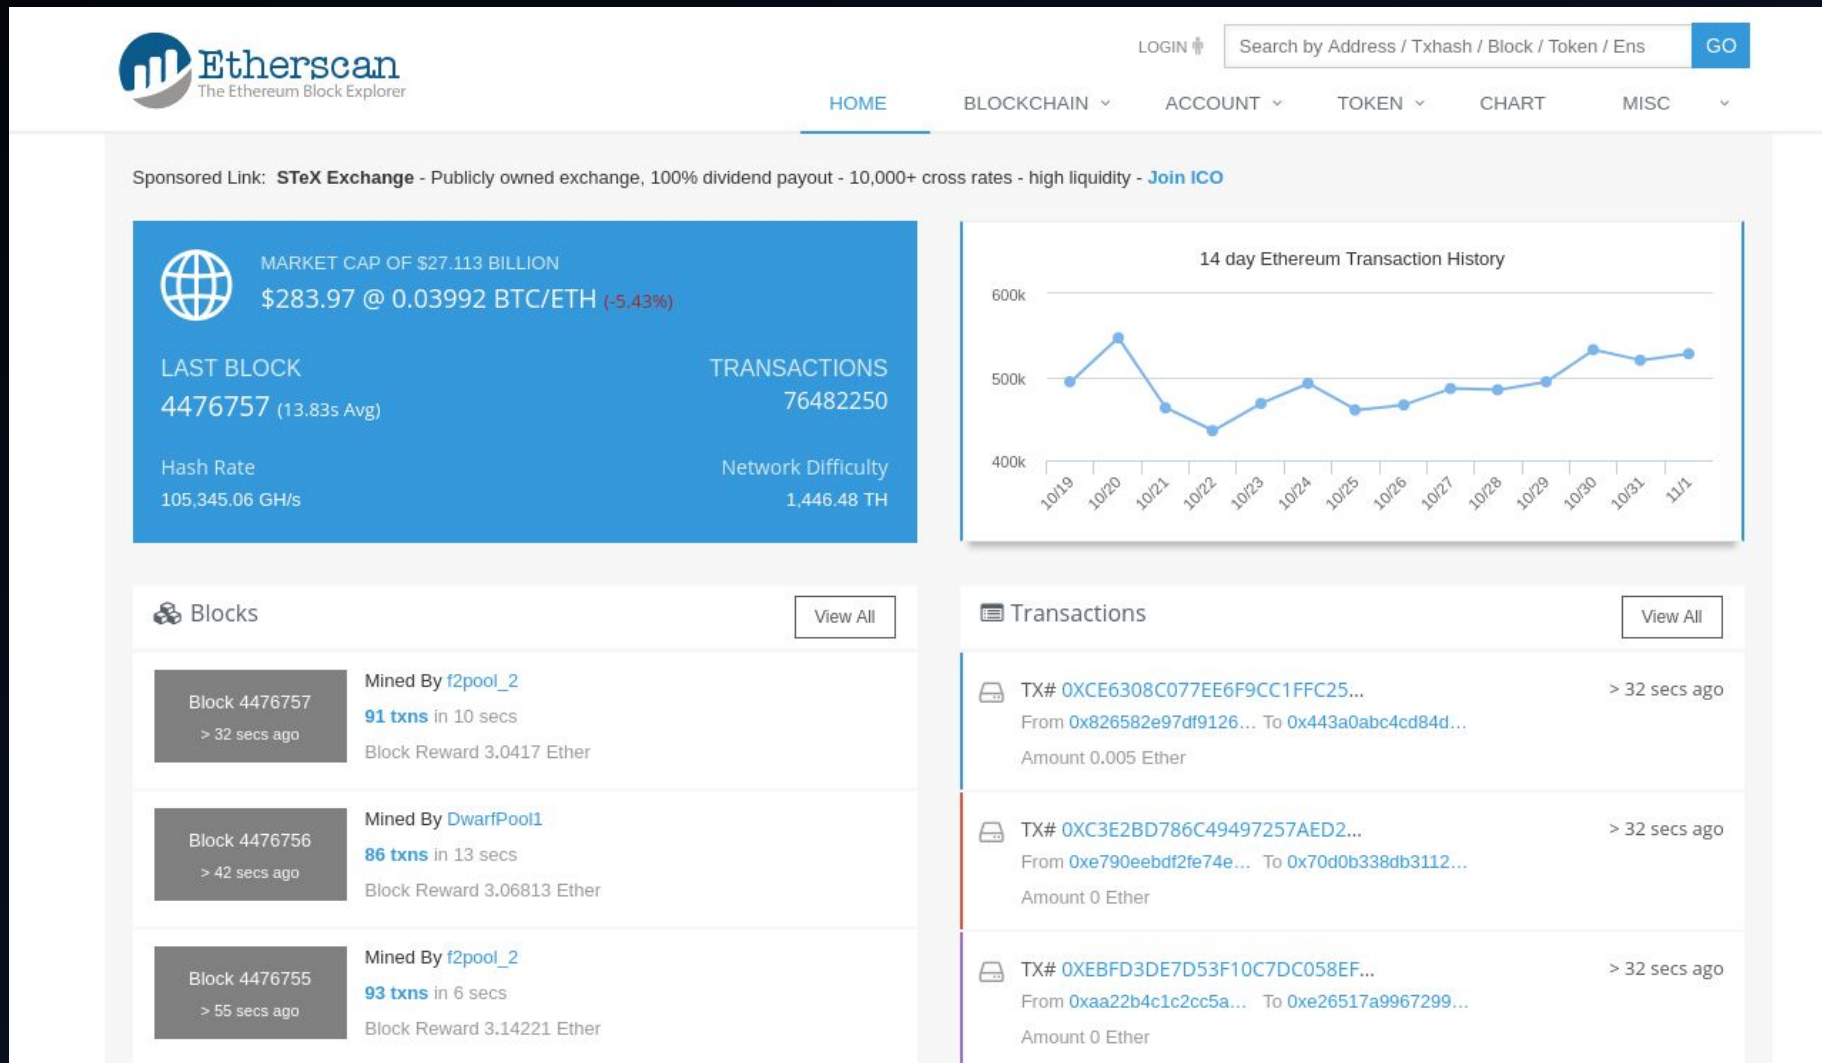 Etherscan
The Ethereum Block Explorer
LOGIN
Search by Address / Txhash / Block / Token / Ens
GO
HOME
BLOCKCHAIN
ACCOUNT
TOKEN
CHART
MISC
Sponsored Link: STeX Exchange - Publicly owned exchange, 100% dividend payout - 10,000+ cross rates - high liquidity - Join ICO
MARKET CAP OF $27.113 BILLION
$283.97 @ 0.03992 BTC/ETH (-5.43%)
LAST BLOCK
4476757 (13.83s Avg)
TRANSACTIONS
76482250
Hash Rate
105,345.06 GH/s
Network Difficulty
1,446.48 TH
14 day Ethereum Transaction History
600k
500k
400k
10/19
10/20
10/21
10/22
10/23
10/24
10/25
10/26
10/27
10/28
10/29
10/30
10/31
11/1
Blocks
View All
Block 4476757
> 32 secs ago
Mined By f2pool_2
91 txns in 10 secs
Block Reward 3.0417 Ether
Block 4476756
> 42 secs ago
Mined By DwarfPool1
86 txns in 13 secs
Block Reward 3.06813 Ether
Block 4476755
> 55 secs ago
Mined By f2pool_2
93 txns in 6 secs
Block Reward 3.14221 Ether
Transactions
View All
TX# 0XCE6308C077EE6F9CC1FFC25...
> 32 secs ago
From 0x826582e97df9126... To 0x443a0abc4cd84d...
Amount 0.005 Ether
TX# 0XC3E2BD786C49497257AED2...
> 32 secs ago
From 0xe790eebdf2fe74e... To 0x70d0b338db3112...
Amount 0 Ether
TX# 0XEBFD3DE7D53F10C7DC058EF...
> 32 secs ago
From 0xaa22b4c1c2cc5a... To 0xe26517a9967299...
Amount 0 Ether